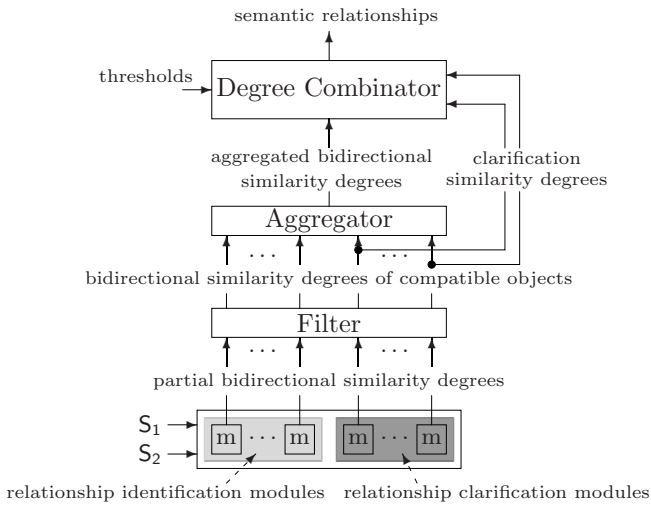 semantic relationships
thresholds
Degree Combinator
aggregated bidirectional
similarity degrees
clarification
similarity degrees
Aggregator
... ...
bidirectional similarity degrees of compatible objects
Filter
... ...
partial bidirectional similarity degrees
S1
S2
m ... m m ... m
relationship identification modules
relationship clarification modules